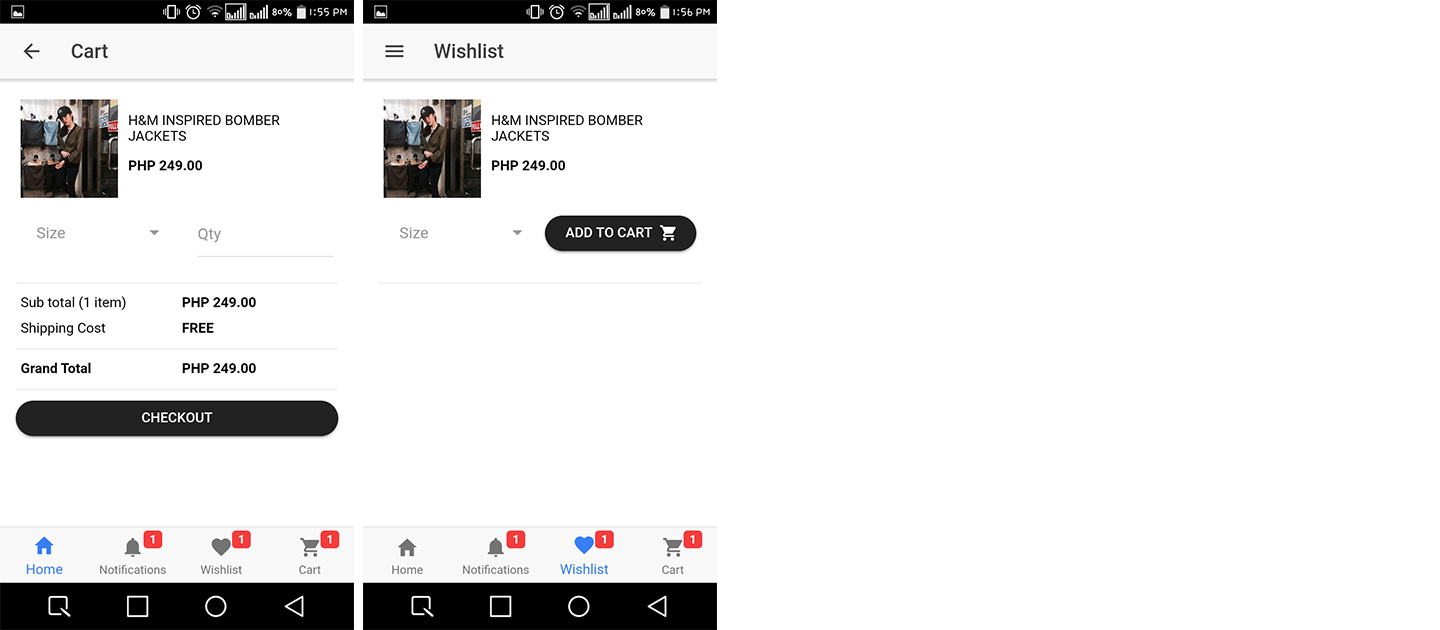 80% 1:55 PM
Cart
H&M INSPIRED BOMBER
JACKETS
PHP 249.00
Size
Qty
Sub total (1 item) PHP 249.00
Shipping Cost FREE
Grand Total PHP 249.00
CHECKOUT
1 1 1
Home Notifications Wishlist Cart
80% 1:56 PM
Wishlist
H&M INSPIRED BOMBER
JACKETS
PHP 249.00
Size
ADD TO CART
1 1 1
Home Notifications Wishlist Cart